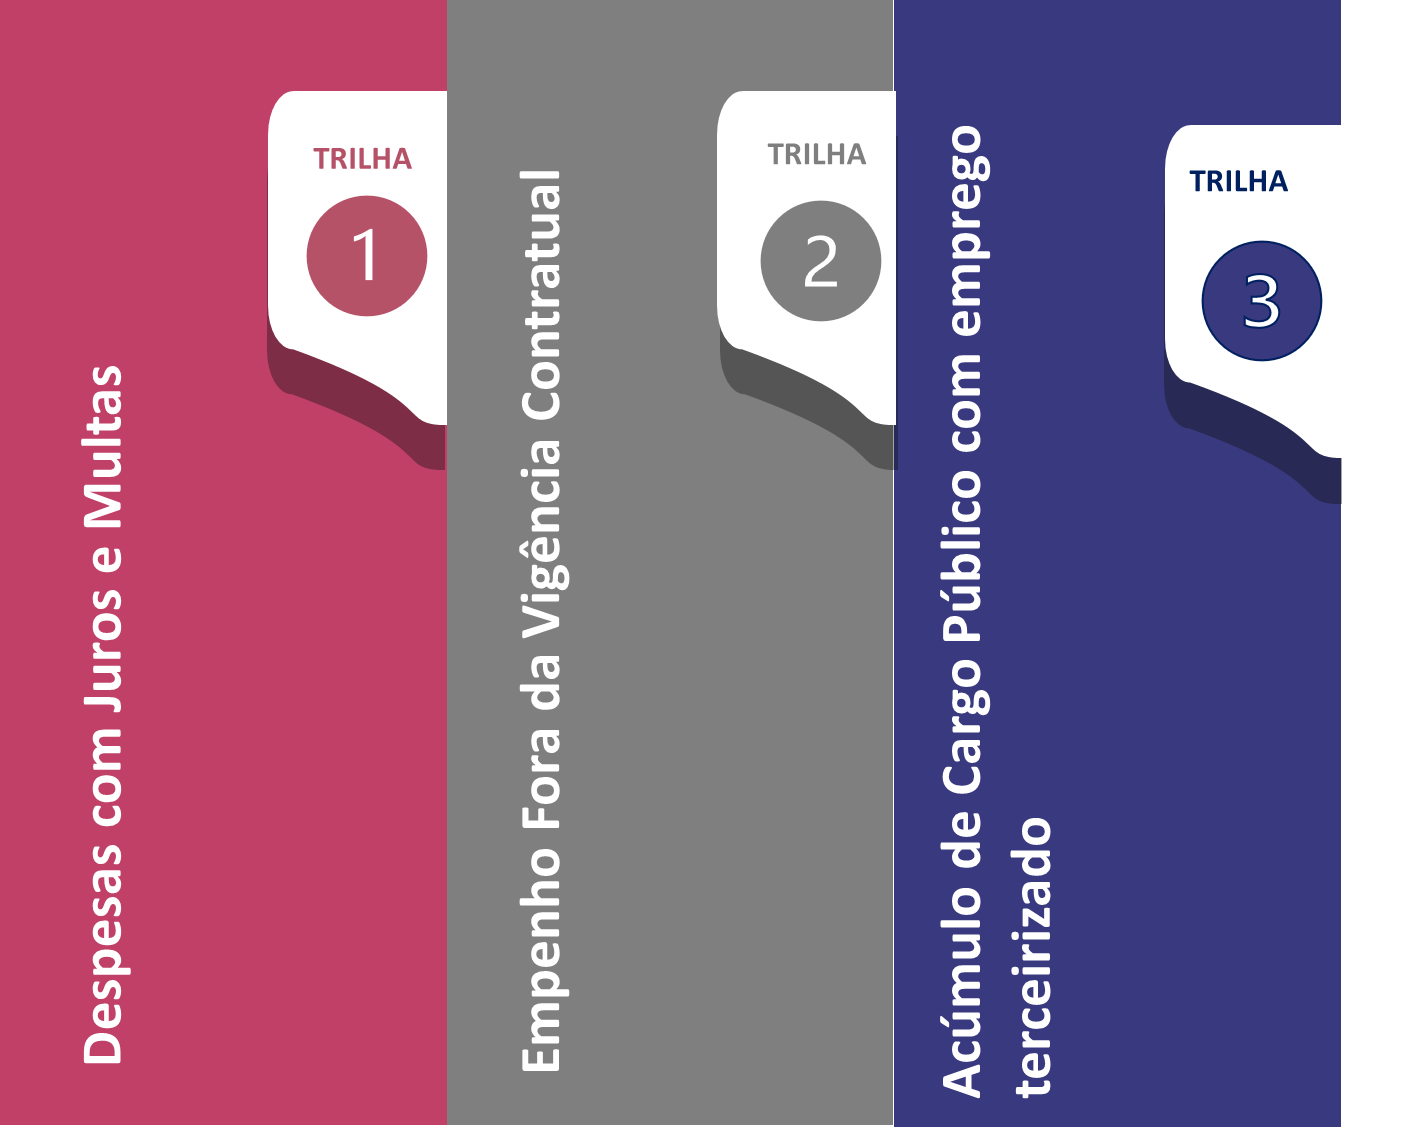 TRILHA
1
Despesas com Juros e Multas
TRILHA
2
Empenho Fora da Vigência Contratual
TRILHA
3
Acúmulo de Cargo Público com emprego
terceirizado